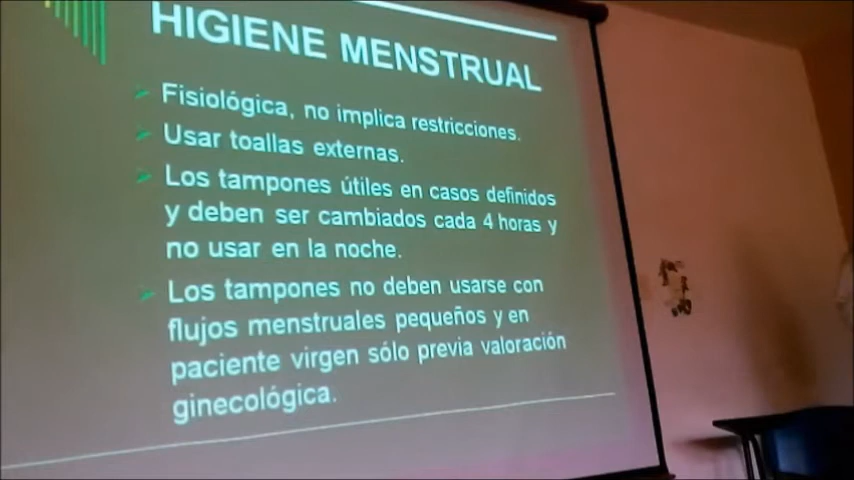 HIGIENE MENSTRUAL
Fisiológica, no implica restricciones.
Usar toallas externas.
Los tampones útiles en casos definidos
y deben ser cambiados cada 4 horas y
no usar en la noche.
Los tampones no deben usarse con
flujos menstruales pequeños y en
paciente virgen sólo previa valoración
ginecológica.